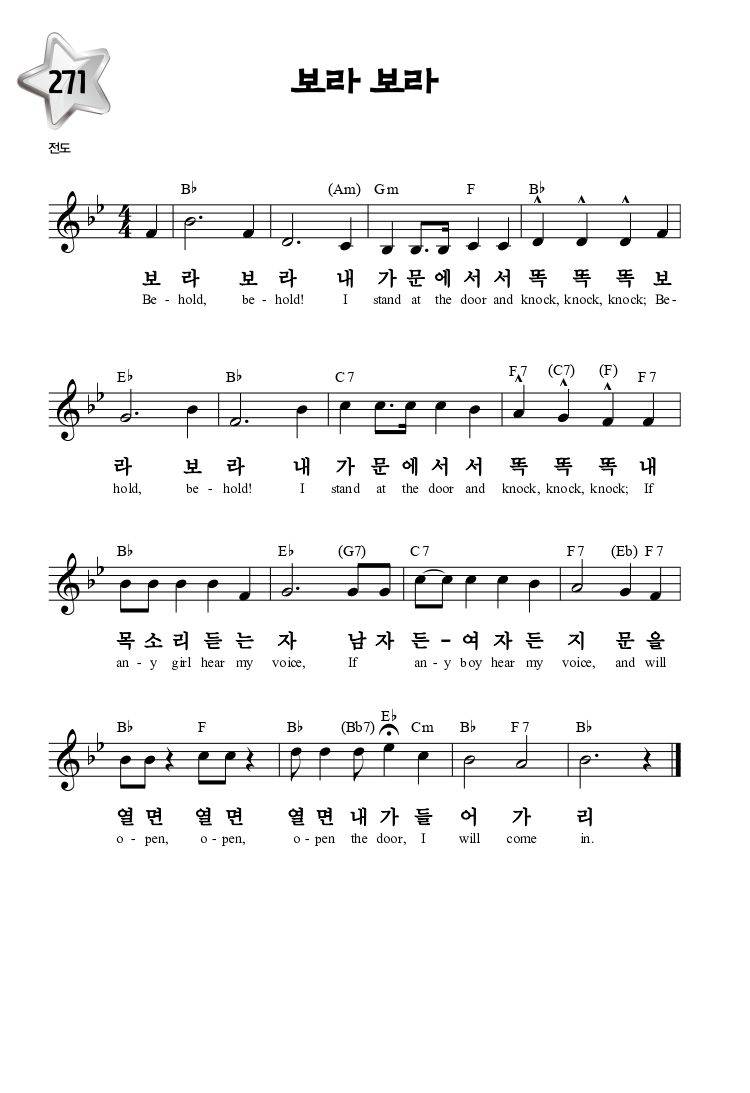 271
보라 보라
전도
B♭ (Am) Gm F B♭
4
4
보 라 보 라 내 가 문 에 서 서 똑 똑 똑 보
Be - hold, be - hold! I stand at the door and knock, knock, knock; Be-
E♭ B♭ C7 F7 (C7) (F) F7
라 보 라 내 가 문 에 서 서 똑 똑 똑 내
hold, be - hold! I stand at the door and knock, knock, knock; If
B♭ E♭ (G7) C7 F7 (Eb) F7
목 소 리 듣 는 자 남 자 든 - 여 자 든 지 문 을
an - y girl hear my voice, If an - y boy hear my voice, and will
B♭ F B♭ (Bb7) E♭ Cm B♭ F7 B♭
열 면 열 면 열 면 내 가 들 어 가 리
o - pen, o - pen, o - pen the door, I will come in.